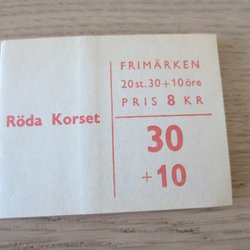 Röda Korset
FRIMÄRKEN
20 st. 30 + 10 öre
PRIS 8 KR
30
+10